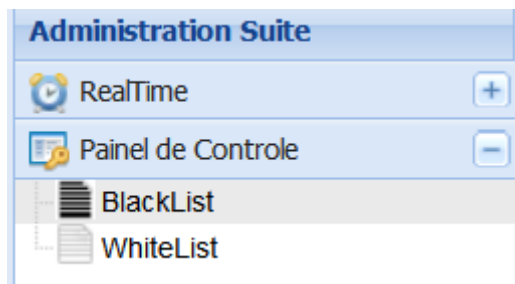 Administration Suite
RealTime
Painel de Controle
BlackList
WhiteList